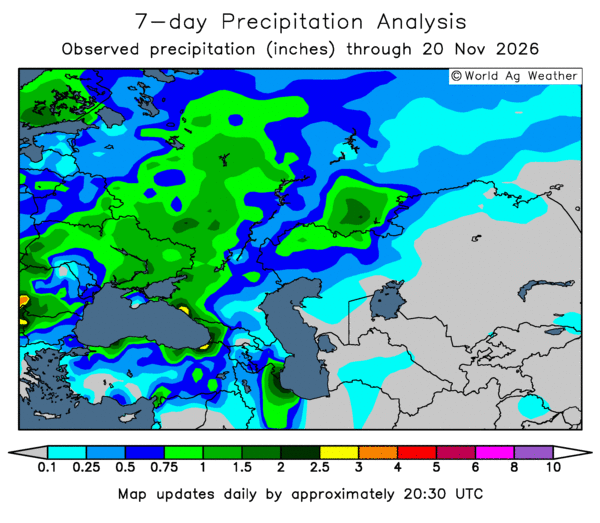 7-day Precipitation Analysis
Observed precipitation (inches) through 20 Nov 2026
© World Ag Weather
0.1 0.25 0.5 0.75 1 1.5 2 2.5 3 4 5 6 8 10
Map updates daily by approximately 20:30 UTC